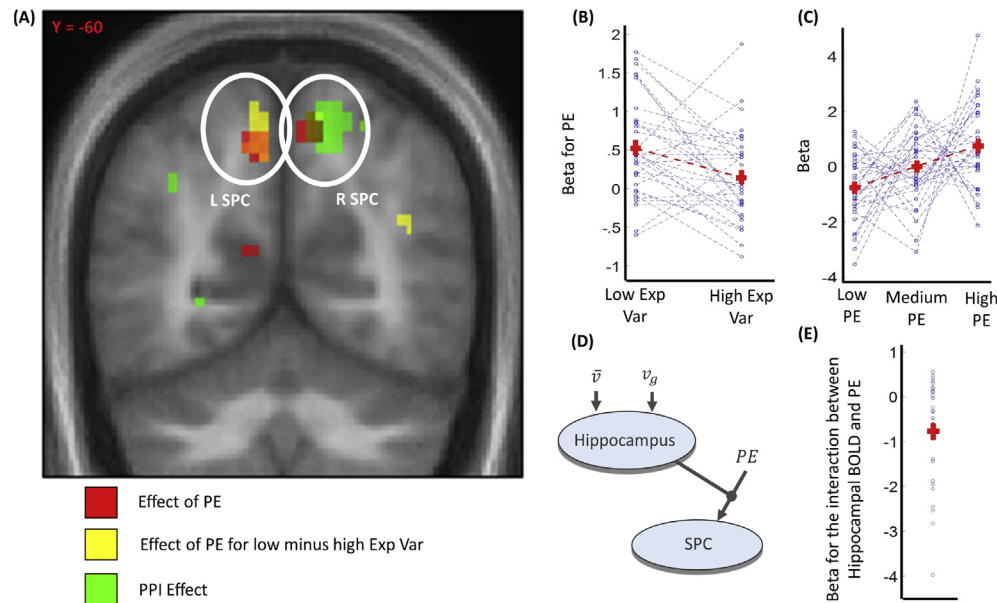 (A)
Y = -60
L SPC
R SPC
Effect of PE
Effect of PE for low minus high Exp Var
PPI Effect
(B)
Beta for PE
2
1.5
1
.5
0
-.5
-1
Low Exp
Var
High Exp
Var
(C)
Beta
4
2
0
-2
-4
Low
PE
Medium
PE
High
PE
(D)
v̄
v_g
Hippocampus
PE
SPC
(E)
Beta for the interaction between
Hippocampal BOLD and PE
1
0
-1
-2
-3
-4